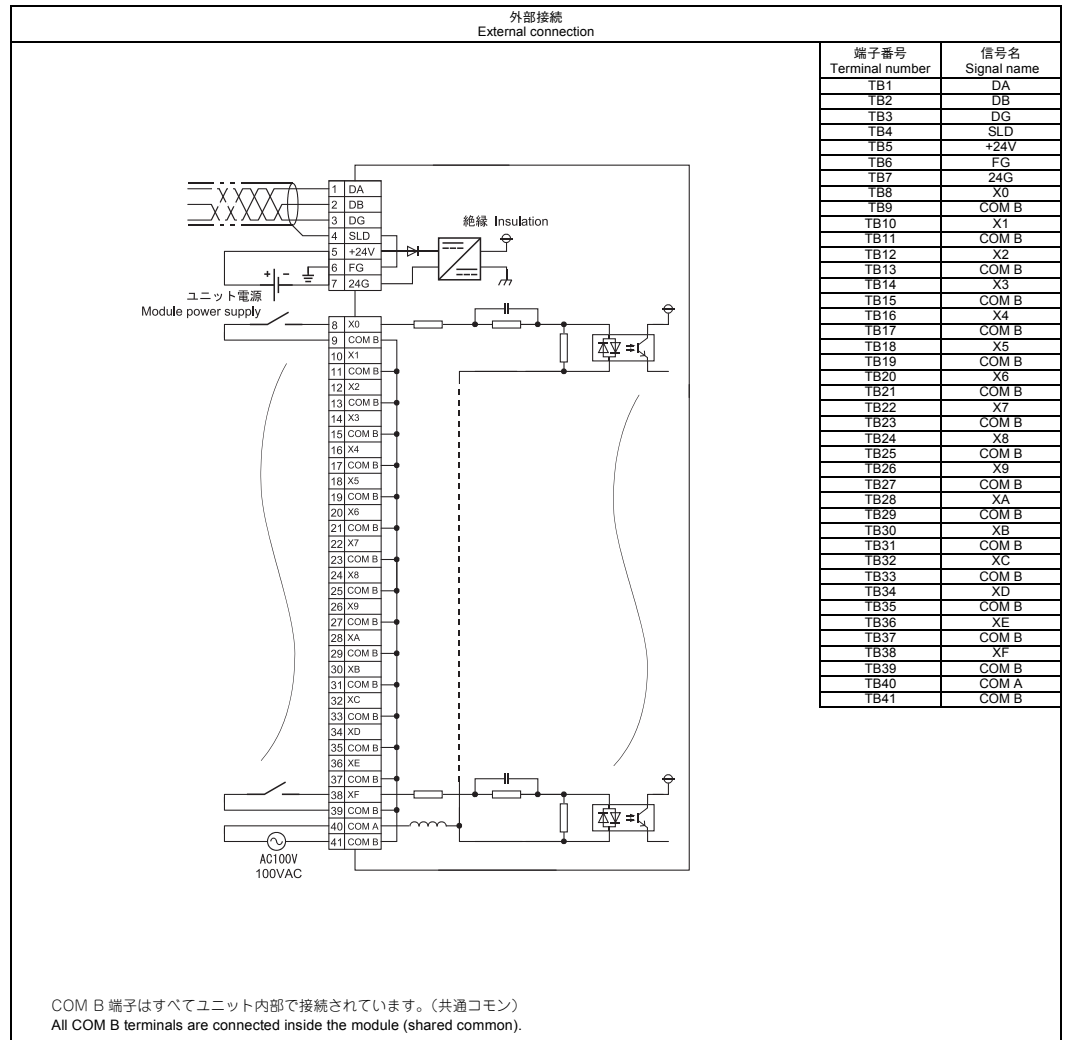 外部接続
External connection
端子番号 信号名
Terminal number Signal name
TB1 DA
TB2 DB
TB3 DG
TB4 SLD
TB5 +24V
TB6 FG
TB7 24G
TB8 X0
TB9 COM B
TB10 X1
TB11 COM B
TB12 X2
TB13 COM B
TB14 X3
TB15 COM B
TB16 X4
TB17 COM B
TB18 X5
TB19 COM B
TB20 X6
TB21 COM B
TB22 X7
TB23 COM B
TB24 X8
TB25 COM B
TB26 X9
TB27 COM B
TB28 XA
TB29 COM B
TB30 XB
TB31 COM B
TB32 XC
TB33 COM B
TB34 XD
TB35 COM B
TB36 XE
TB37 COM B
TB38 XF
TB39 COM B
TB40 COM A
TB41 COM B
1 DA
2 DB
3 DG
4 SLD
5 +24V
6 FG
7 24G
絶縁 Insulation
+ -
ユニット電源
Module power supply
8 X0
9 COM B
10 X1
11 COM B
12 X2
13 COM B
14 X3
15 COM B
16 X4
17 COM B
18 X5
19 COM B
20 X6
21 COM B
22 X7
23 COM B
24 X8
25 COM B
26 X9
27 COM B
28 XA
29 COM B
30 XB
31 COM B
32 XC
33 COM B
34 XD
35 COM B
36 XE
37 COM B
38 XF
39 COM B
40 COM A
41 COM B
AC100V
100VAC
COM B 端子はすべてユニット内部で接続されています。（共通コモン）
All COM B terminals are connected inside the module (shared common).